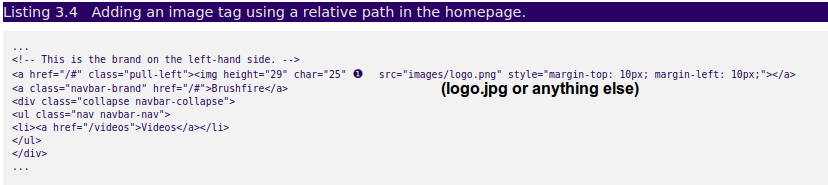 Listing 3.4 Adding an image tag using a relative path in the homepage.
...
<!-- This is the brand on the left-hand side. -->
<a href="/#" class="pull-left"><img height="29" char="25" ❶ src="images/logo.png" style="margin-top: 10px; margin-left: 10px;"></a>
<a class="navbar-brand" href="/#">Brushfire</a>
(logo.jpg or anything else)
<div class="collapse navbar-collapse">
<ul class="nav navbar-nav">
<li><a href="/videos">Videos</a></li>
</ul>
</div>
...